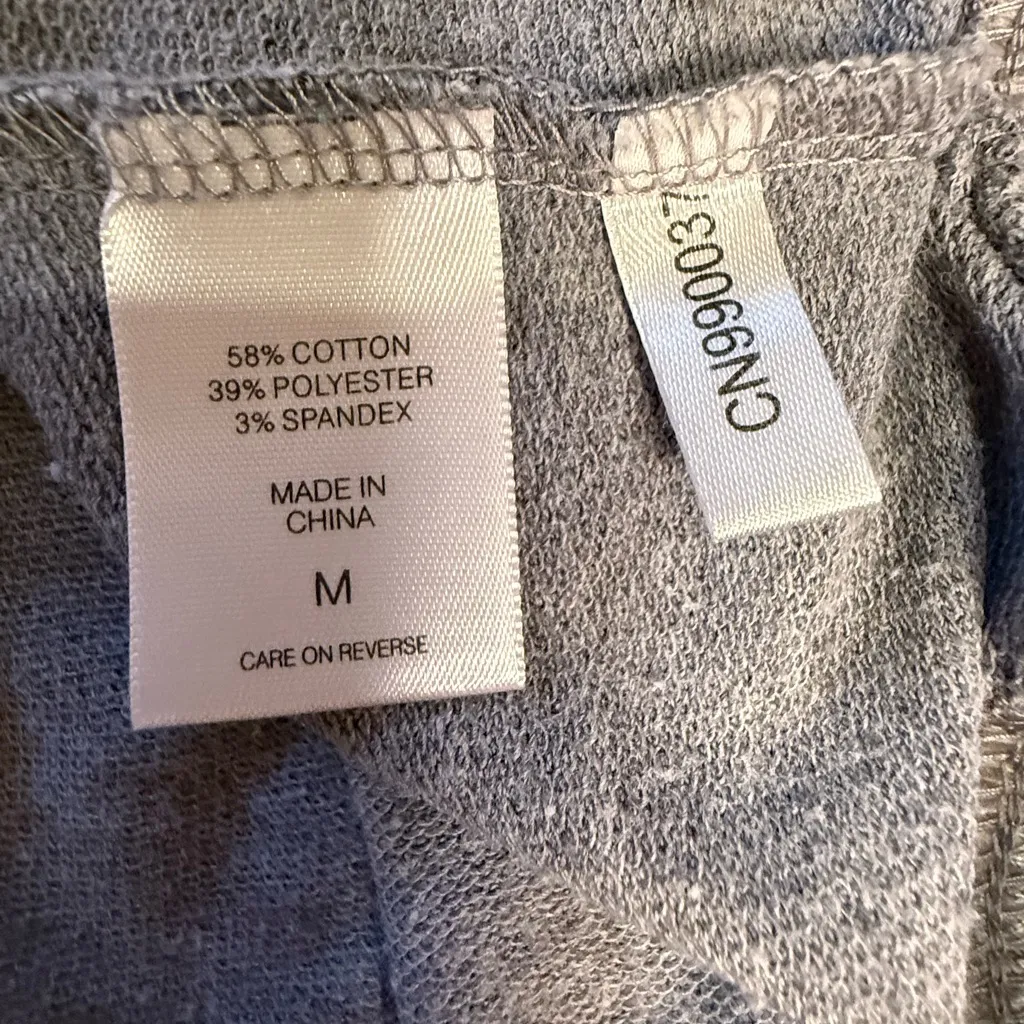 58% COTTON
39% POLYESTER
3% SPANDEX
MADE IN
CHINA
M
CARE ON REVERSE
CN990037